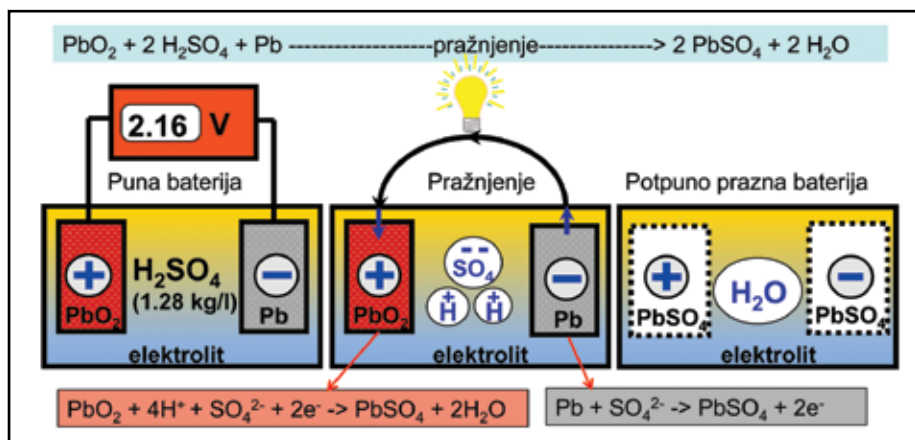 PbO₂ + 2 H₂SO₄ + Pb --------------------pražnjenje--------------------> 2 PbSO₄ + 2 H₂O
2.16 V
Puna baterija
Pražnjenje
Potpuno prazna baterija
+
PbO₂
H₂SO₄
(1.28 kg/l)
−
Pb
elektrolit
+
PbO₂
- -
SO₄
+
H
+
H
−
Pb
elektrolit
+
PbSO₄
H₂O
−
PbSO₄
elektrolit
PbO₂ + 4H⁺ + SO₄²⁻ + 2e⁻ -> PbSO₄ + 2H₂O
Pb + SO₄²⁻ -> PbSO₄ + 2e⁻